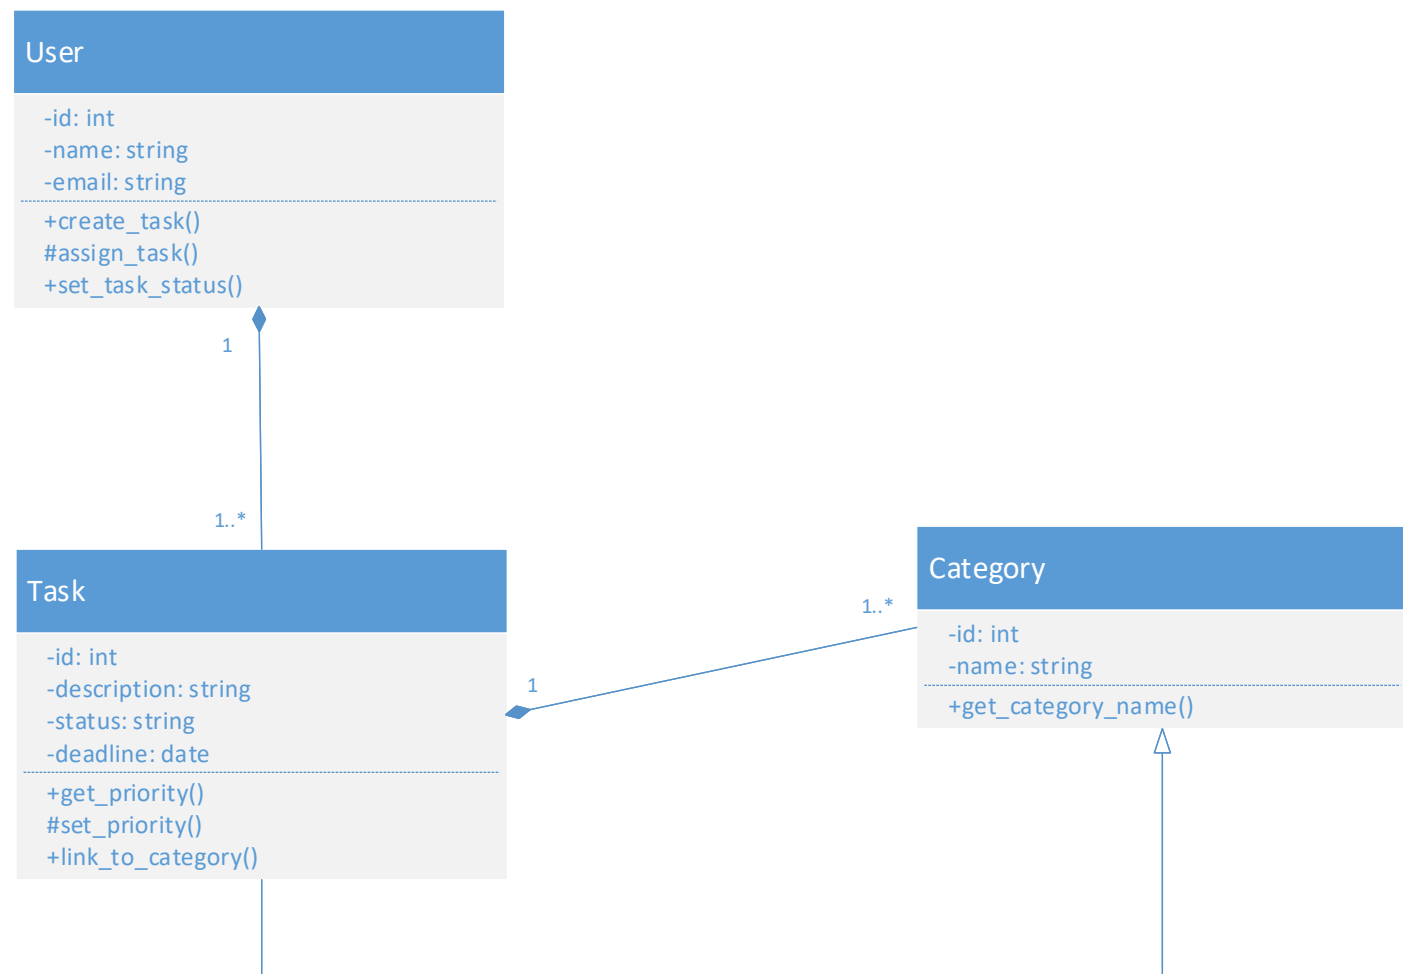 User
-id: int
-name: string
-email: string
+create_task()
#assign_task()
+set_task_status()
1
1..*
Task
-id: int
-description: string
-status: string
-deadline: date
+get_priority()
#set_priority()
+link_to_category()
1
1..*
Category
-id: int
-name: string
+get_category_name()